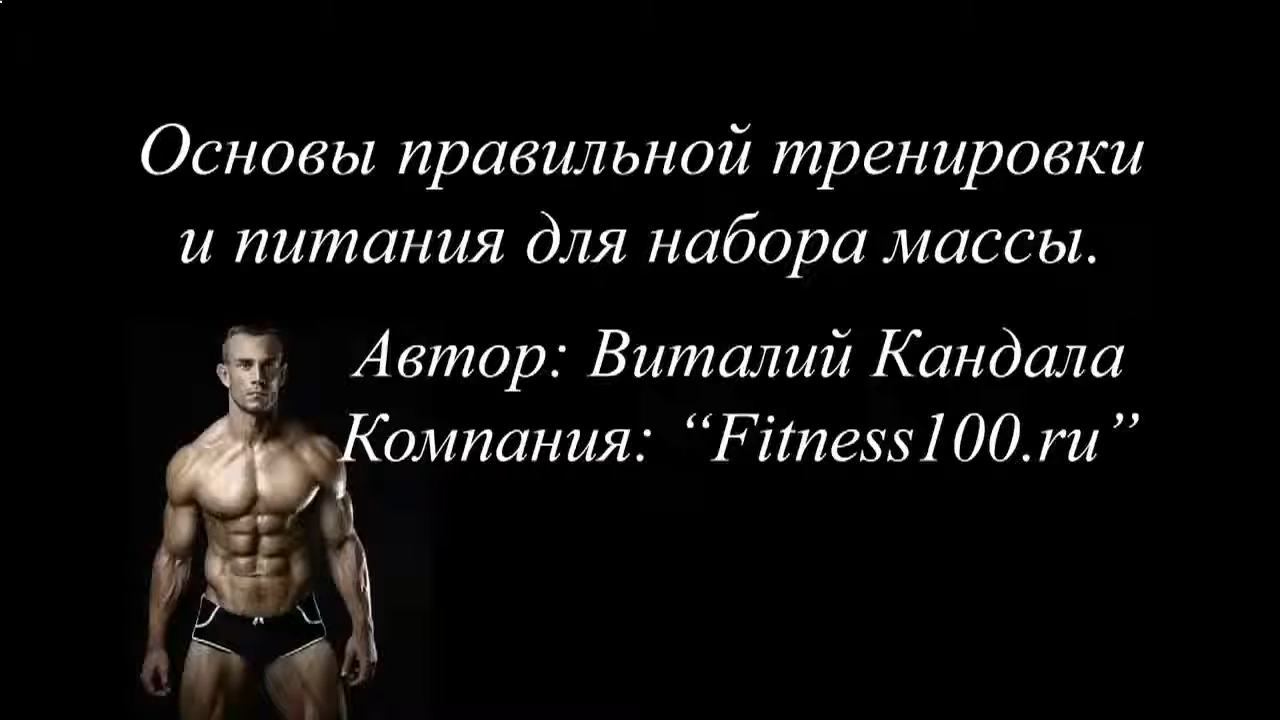 Основы правильной тренировки
и питания для набора массы.
Автор: Виталий Кандала
Компания: “Fitness100.ru”